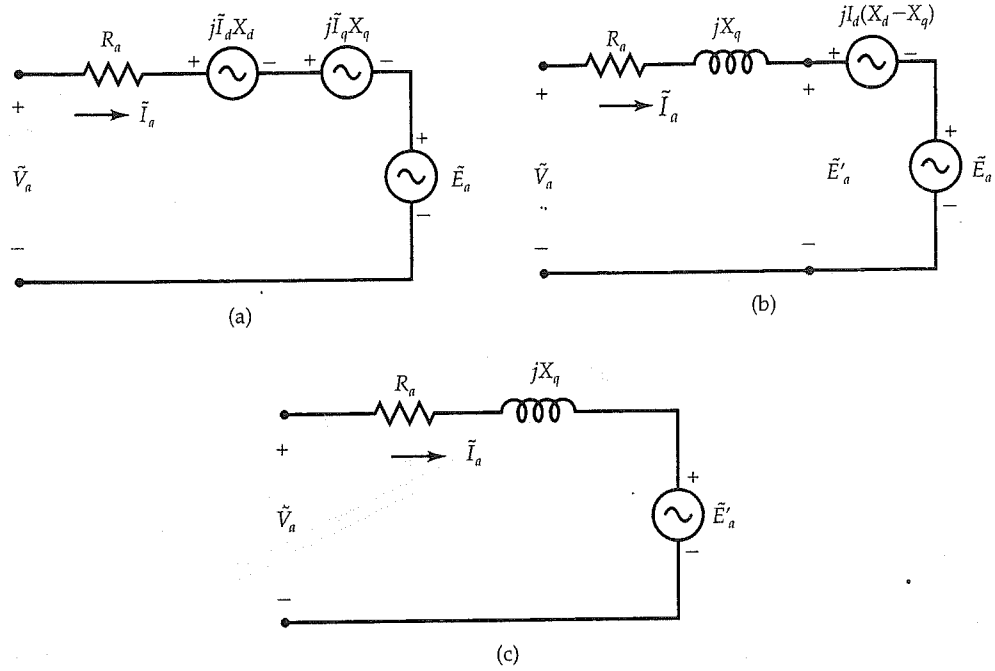 R_a
jĨ_dX_d
jĨ_qX_q
+ − + −
+
Ĩ_a
+
Ṽ_a
Ẽ_a
−
−
(a)
R_a
jX_q
jI_d(X_d−X_q)
+ −
+
+
Ĩ_a
+
Ṽ_a
Ẽ'_a
Ẽ_a
−
−
−
(b)
R_a
jX_q
+
Ĩ_a
+
Ṽ_a
Ẽ'_a
−
−
(c)